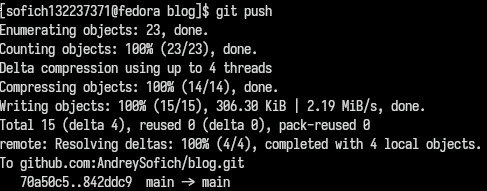 [sofich132237371@fedora blog]$ git push
Enumerating objects: 23, done.
Counting objects: 100% (23/23), done.
Delta compression using up to 4 threads
Compressing objects: 100% (14/14), done.
Writing objects: 100% (15/15), 306.30 KiB | 2.19 MiB/s, done.
Total 15 (delta 4), reused 0 (delta 0), pack-reused 0
remote: Resolving deltas: 100% (4/4), completed with 4 local objects.
To github.com:AndreySofich/blog.git
   70a50c5..842ddc9  main -> main